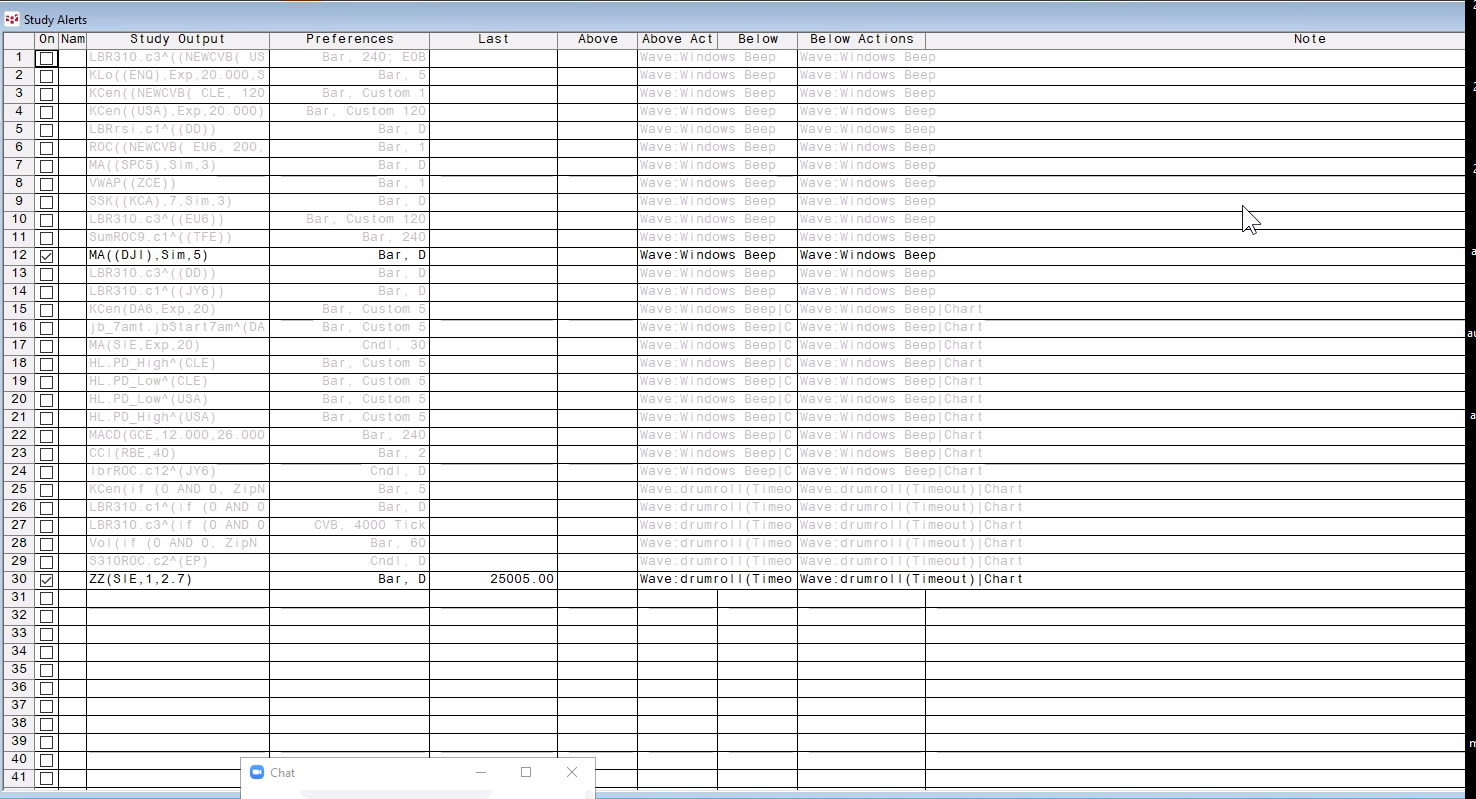 Study Alerts
On Nam Study Output Preferences Last Above Above Act Below Below Actions Note
1 LBR310.c3^((NEWCVB( US Bar, 240; EOB Wave:Windows Beep Wave:Windows Beep
2 KLo((ENQ),Exp,20.000,S Bar, 5 Wave:Windows Beep Wave:Windows Beep
3 KCen((NEWCVB( CLE, 120 Bar, Custom 1 Wave:Windows Beep Wave:Windows Beep
4 KCen((USA),Exp,20.000) Bar, Custom 120 Wave:Windows Beep Wave:Windows Beep
5 LBRrsi.c1^((DD)) Bar, D Wave:Windows Beep Wave:Windows Beep
6 ROC((NEWCVB( EU6, 200, Bar, 1 Wave:Windows Beep Wave:Windows Beep
7 MA((SPC5),Sim,3) Bar, D Wave:Windows Beep Wave:Windows Beep
8 VWAP((ZCE)) Bar, 1 Wave:Windows Beep Wave:Windows Beep
9 SSK((KCA),7,Sim,3) Bar, D Wave:Windows Beep Wave:Windows Beep
10 LBR310.c3^((EU6)) Bar, Custom 120 Wave:Windows Beep Wave:Windows Beep
11 SumROC9.c1^((TFE)) Bar, 240 Wave:Windows Beep Wave:Windows Beep
12 MA((DJI),Sim,5) Bar, D Wave:Windows Beep Wave:Windows Beep
13 LBR310.c3^((DD)) Bar, D Wave:Windows Beep Wave:Windows Beep
14 LBR310.c1^((JY6)) Bar, D Wave:Windows Beep Wave:Windows Beep
15 KCen(DA6,Exp,20) Bar, Custom 5 Wave:Windows Beep|C Wave:Windows Beep|Chart
16 jb_7amt.jbStart7am^(DA Bar, Custom 5 Wave:Windows Beep|C Wave:Windows Beep|Chart
17 MA(SIE,Exp,20) Cndl, 30 Wave:Windows Beep|C Wave:Windows Beep|Chart
18 HL.PD_High^(CLE) Bar, Custom 5 Wave:Windows Beep|C Wave:Windows Beep|Chart
19 HL.PD_Low^(CLE) Bar, Custom 5 Wave:Windows Beep|C Wave:Windows Beep|Chart
20 HL.PD_Low^(USA) Bar, Custom 5 Wave:Windows Beep|C Wave:Windows Beep|Chart
21 HL.PD_High^(USA) Bar, Custom 5 Wave:Windows Beep|C Wave:Windows Beep|Chart
22 MACD(GCE,12.000,26.000 Bar, 240 Wave:Windows Beep|C Wave:Windows Beep|Chart
23 CCI(RBE,40) Bar, 2 Wave:Windows Beep|C Wave:Windows Beep|Chart
24 lbrROC.c12^(JY6) Cndl, D Wave:Windows Beep|C Wave:Windows Beep|Chart
25 KCen(if (0 AND 0, ZipN Bar, 5 Wave:drumroll(Timeo Wave:drumroll(Timeout)|Chart
26 LBR310.c1^(if (0 AND 0 Bar, D Wave:drumroll(Timeo Wave:drumroll(Timeout)|Chart
27 LBR310.c3^(if (0 AND 0 CVB, 4000 Tick Wave:drumroll(Timeo Wave:drumroll(Timeout)|Chart
28 Vol(if (0 AND 0, ZipN Bar, 60 Wave:drumroll(Timeo Wave:drumroll(Timeout)|Chart
29 S310ROC.c2^(EP) Cndl, D Wave:drumroll(Timeo Wave:drumroll(Timeout)|Chart
30 ZZ(SIE,1,2.7) Bar, D 25005.00 Wave:drumroll(Timeo Wave:drumroll(Timeout)|Chart
31
32
33
34
35
36
37
38
39
40
41
Chat